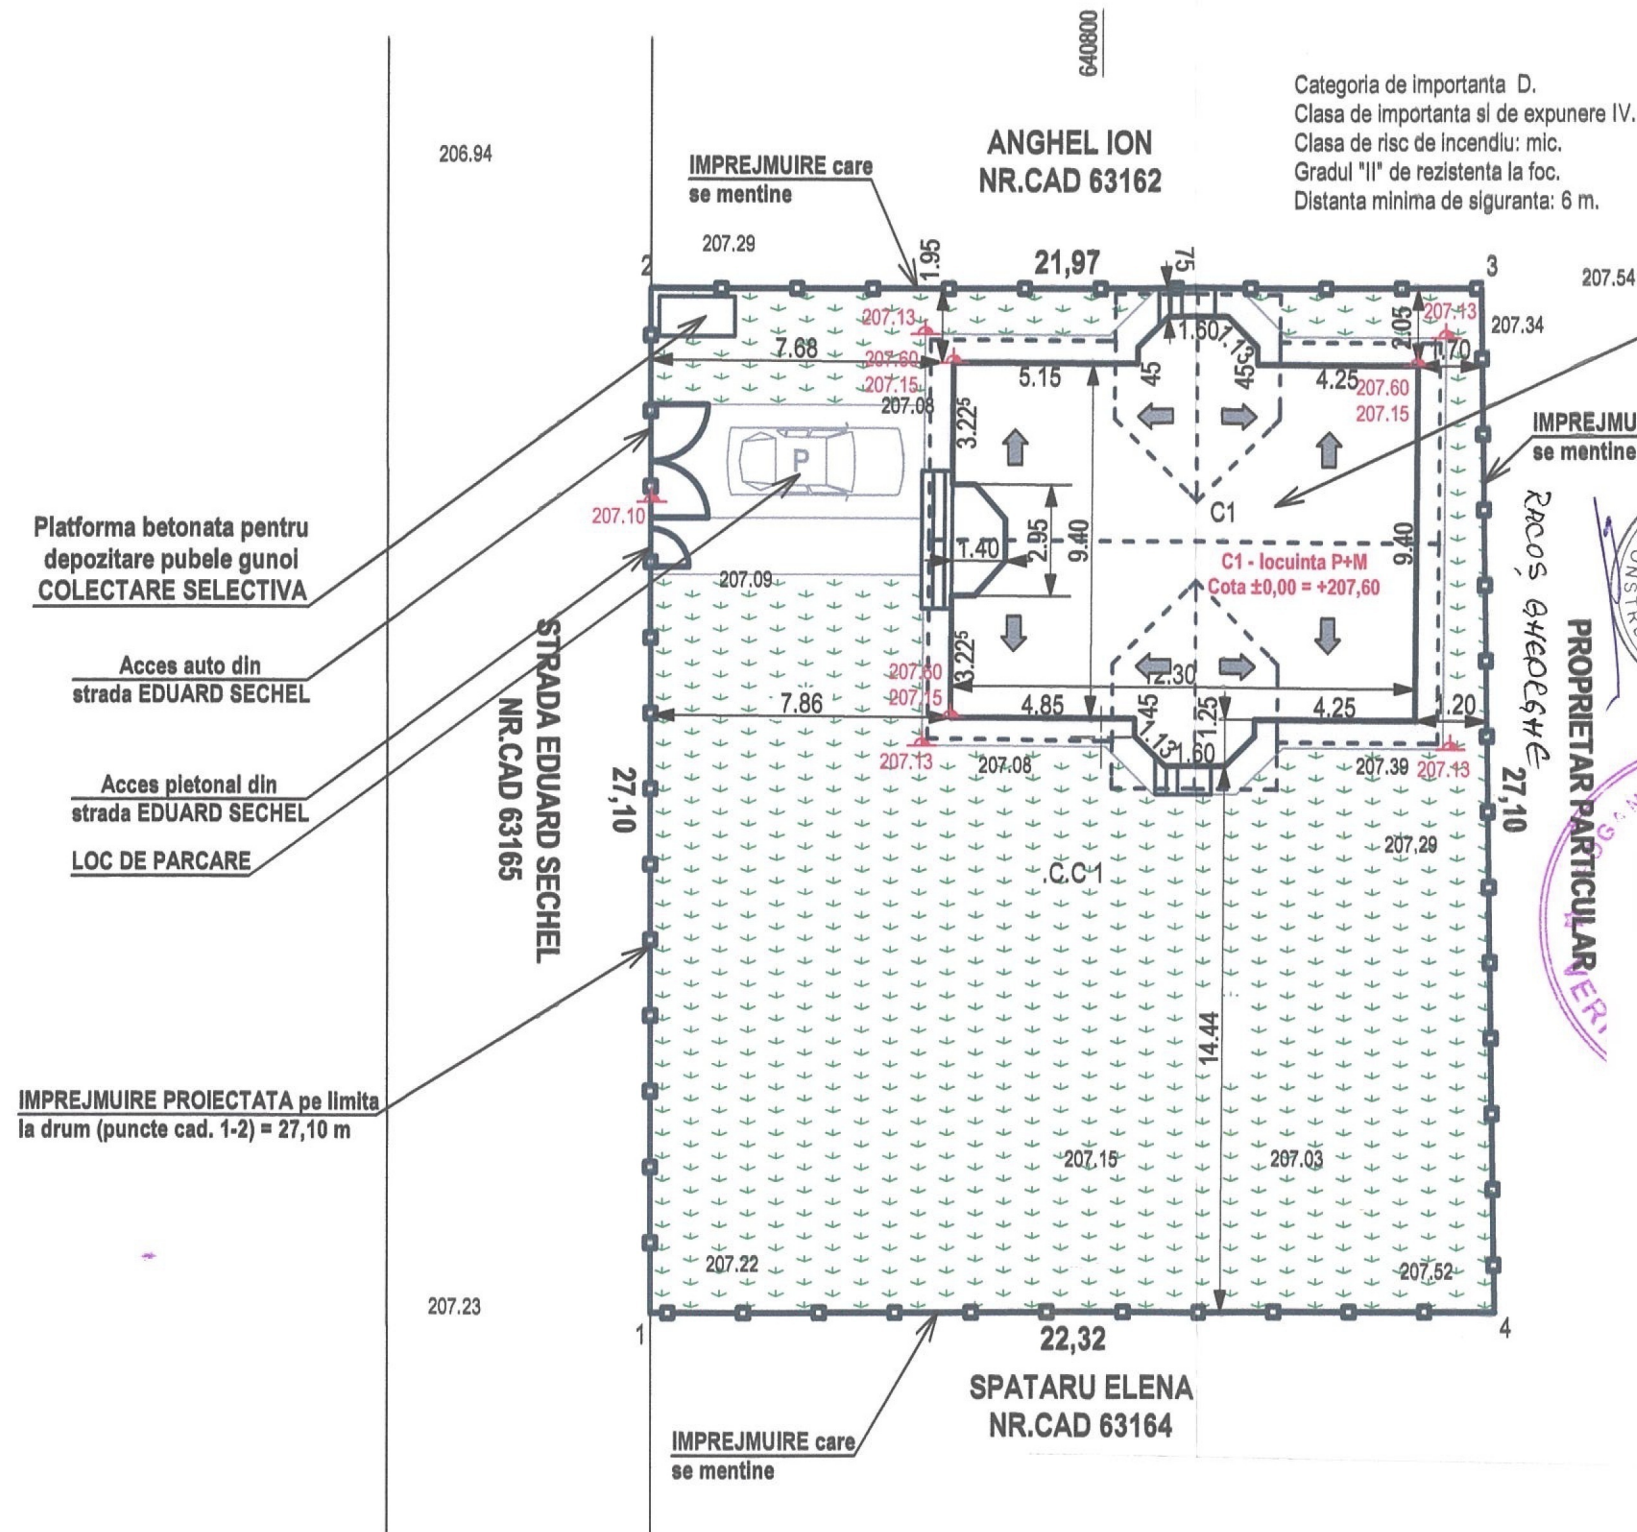 640800
Categoria de importanta D.
Clasa de importanta si de expunere IV.
Clasa de risc de incendiu: mic.
Gradul "II" de rezistenta la foc.
Distanta minima de siguranta: 6 m.
ANGHEL ION
NR.CAD 63162
206.94
IMPREJMUIRE care
se mentine
207.29
1.95
21,97
75
2
3
207.54
207.13
207.13
207.34
1.60
1.13
2.05
7.68
207.60
207.15
5.15
45
45
4.25
1.70
207.60
207.15
207.08
3.22⁵
IMPREJMU
se mentine
P
C1
207.10
1.40
2.95
9.40
9.40
C1 - locuinta P+M
Cota ±0,00 = +207,60
RACOȘ GHEORGHE
Platforma betonata pentru
depozitare pubele gunoi
COLECTARE SELECTIVA
207.09
Acces auto din
strada EDUARD SECHEL
STRADA EDUARD SECHEL
NR.CAD 63165
PROPRIETAR PARTICULAR
3.22⁵
207.60
207.15
2.30
7.86
4.85
45
1.13
1.60
1.25
4.25
.20
207.13
207.08
207.39
207.13
Acces pietonal din
strada EDUARD SECHEL
27,10
27,10
LOC DE PARCARE
207,29
.C.C 1
14.44
IMPREJMUIRE PROIECTATA pe limita
la drum (puncte cad. 1-2) = 27,10 m
207.15
207.03
207.22
207.52
207.23
1
4
22,32
SPATARU ELENA
NR.CAD 63164
IMPREJMUIRE care
se mentine